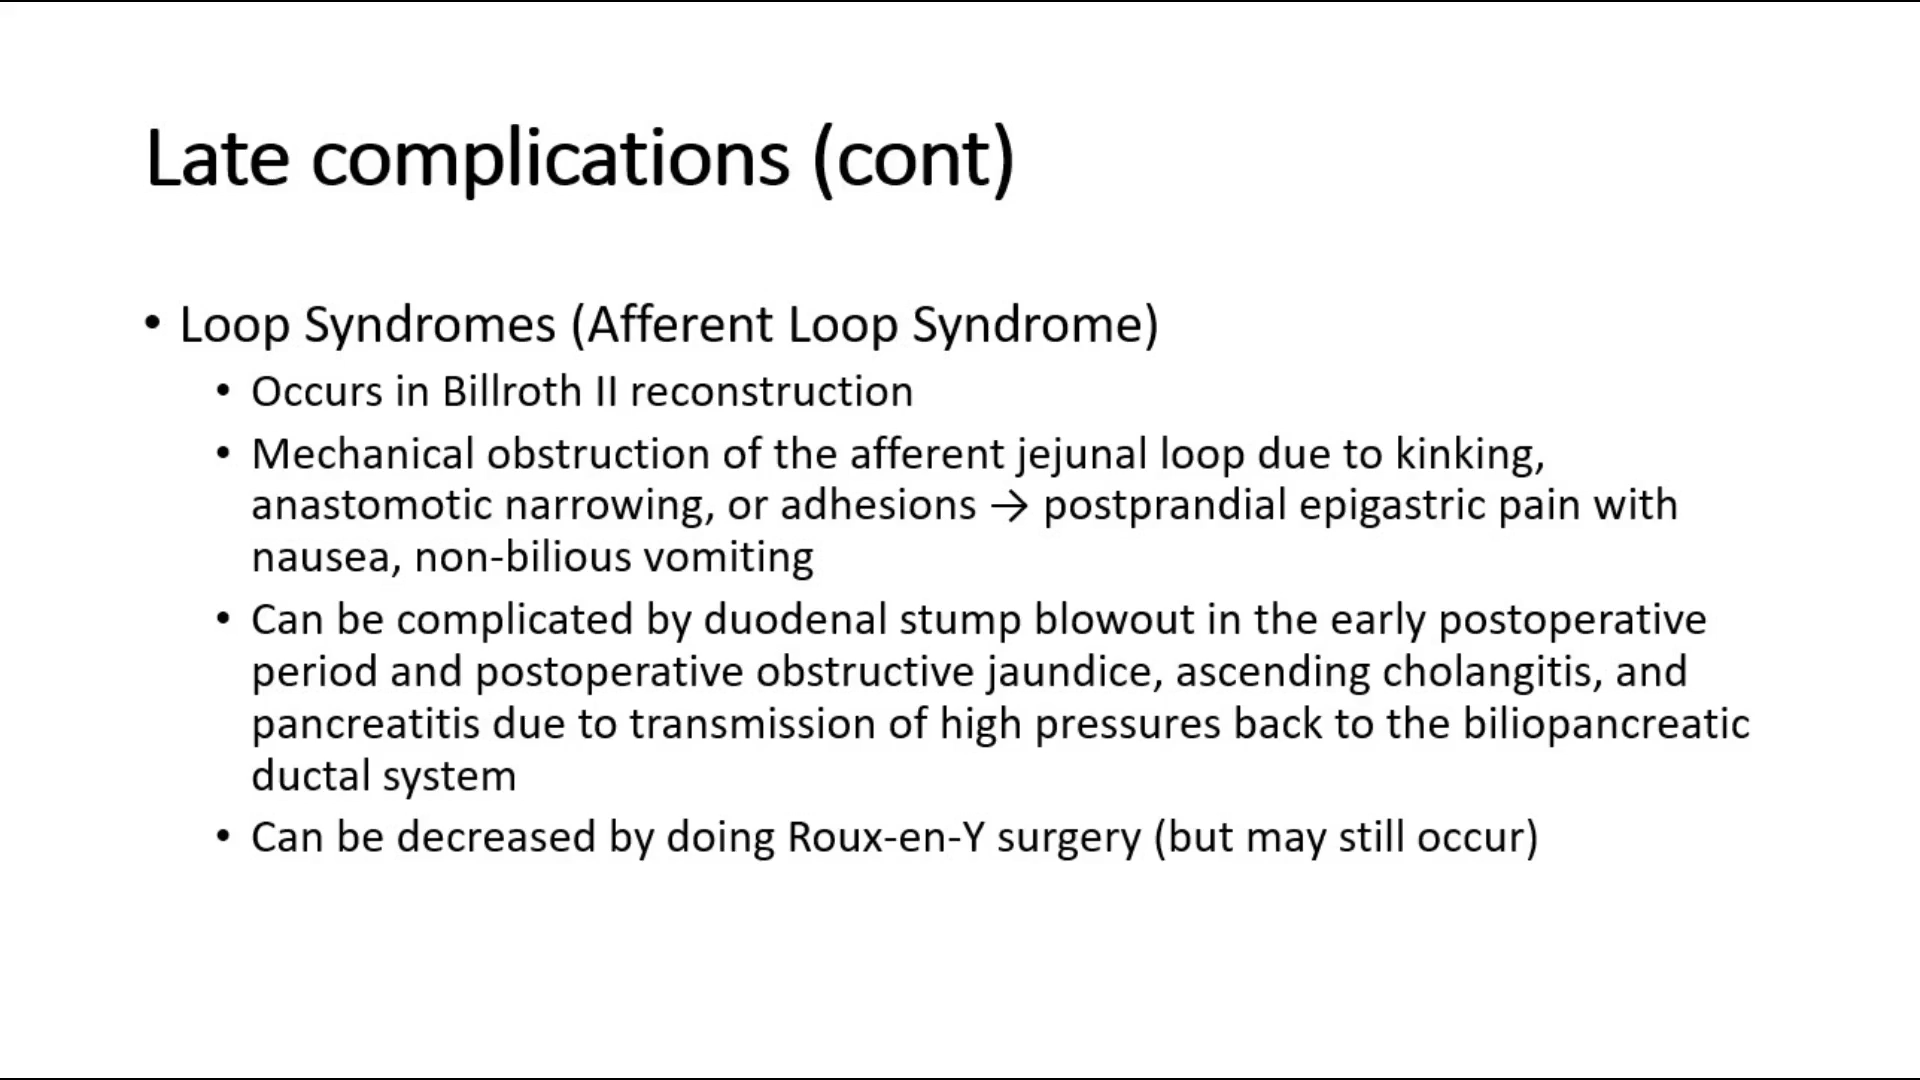 Late complications (cont)
• Loop Syndromes (Afferent Loop Syndrome)
• Occurs in Billroth II reconstruction
• Mechanical obstruction of the afferent jejunal loop due to kinking,
anastomotic narrowing, or adhesions → postprandial epigastric pain with
nausea, non-bilious vomiting
• Can be complicated by duodenal stump blowout in the early postoperative
period and postoperative obstructive jaundice, ascending cholangitis, and
pancreatitis due to transmission of high pressures back to the biliopancreatic
ductal system
• Can be decreased by doing Roux-en-Y surgery (but may still occur)